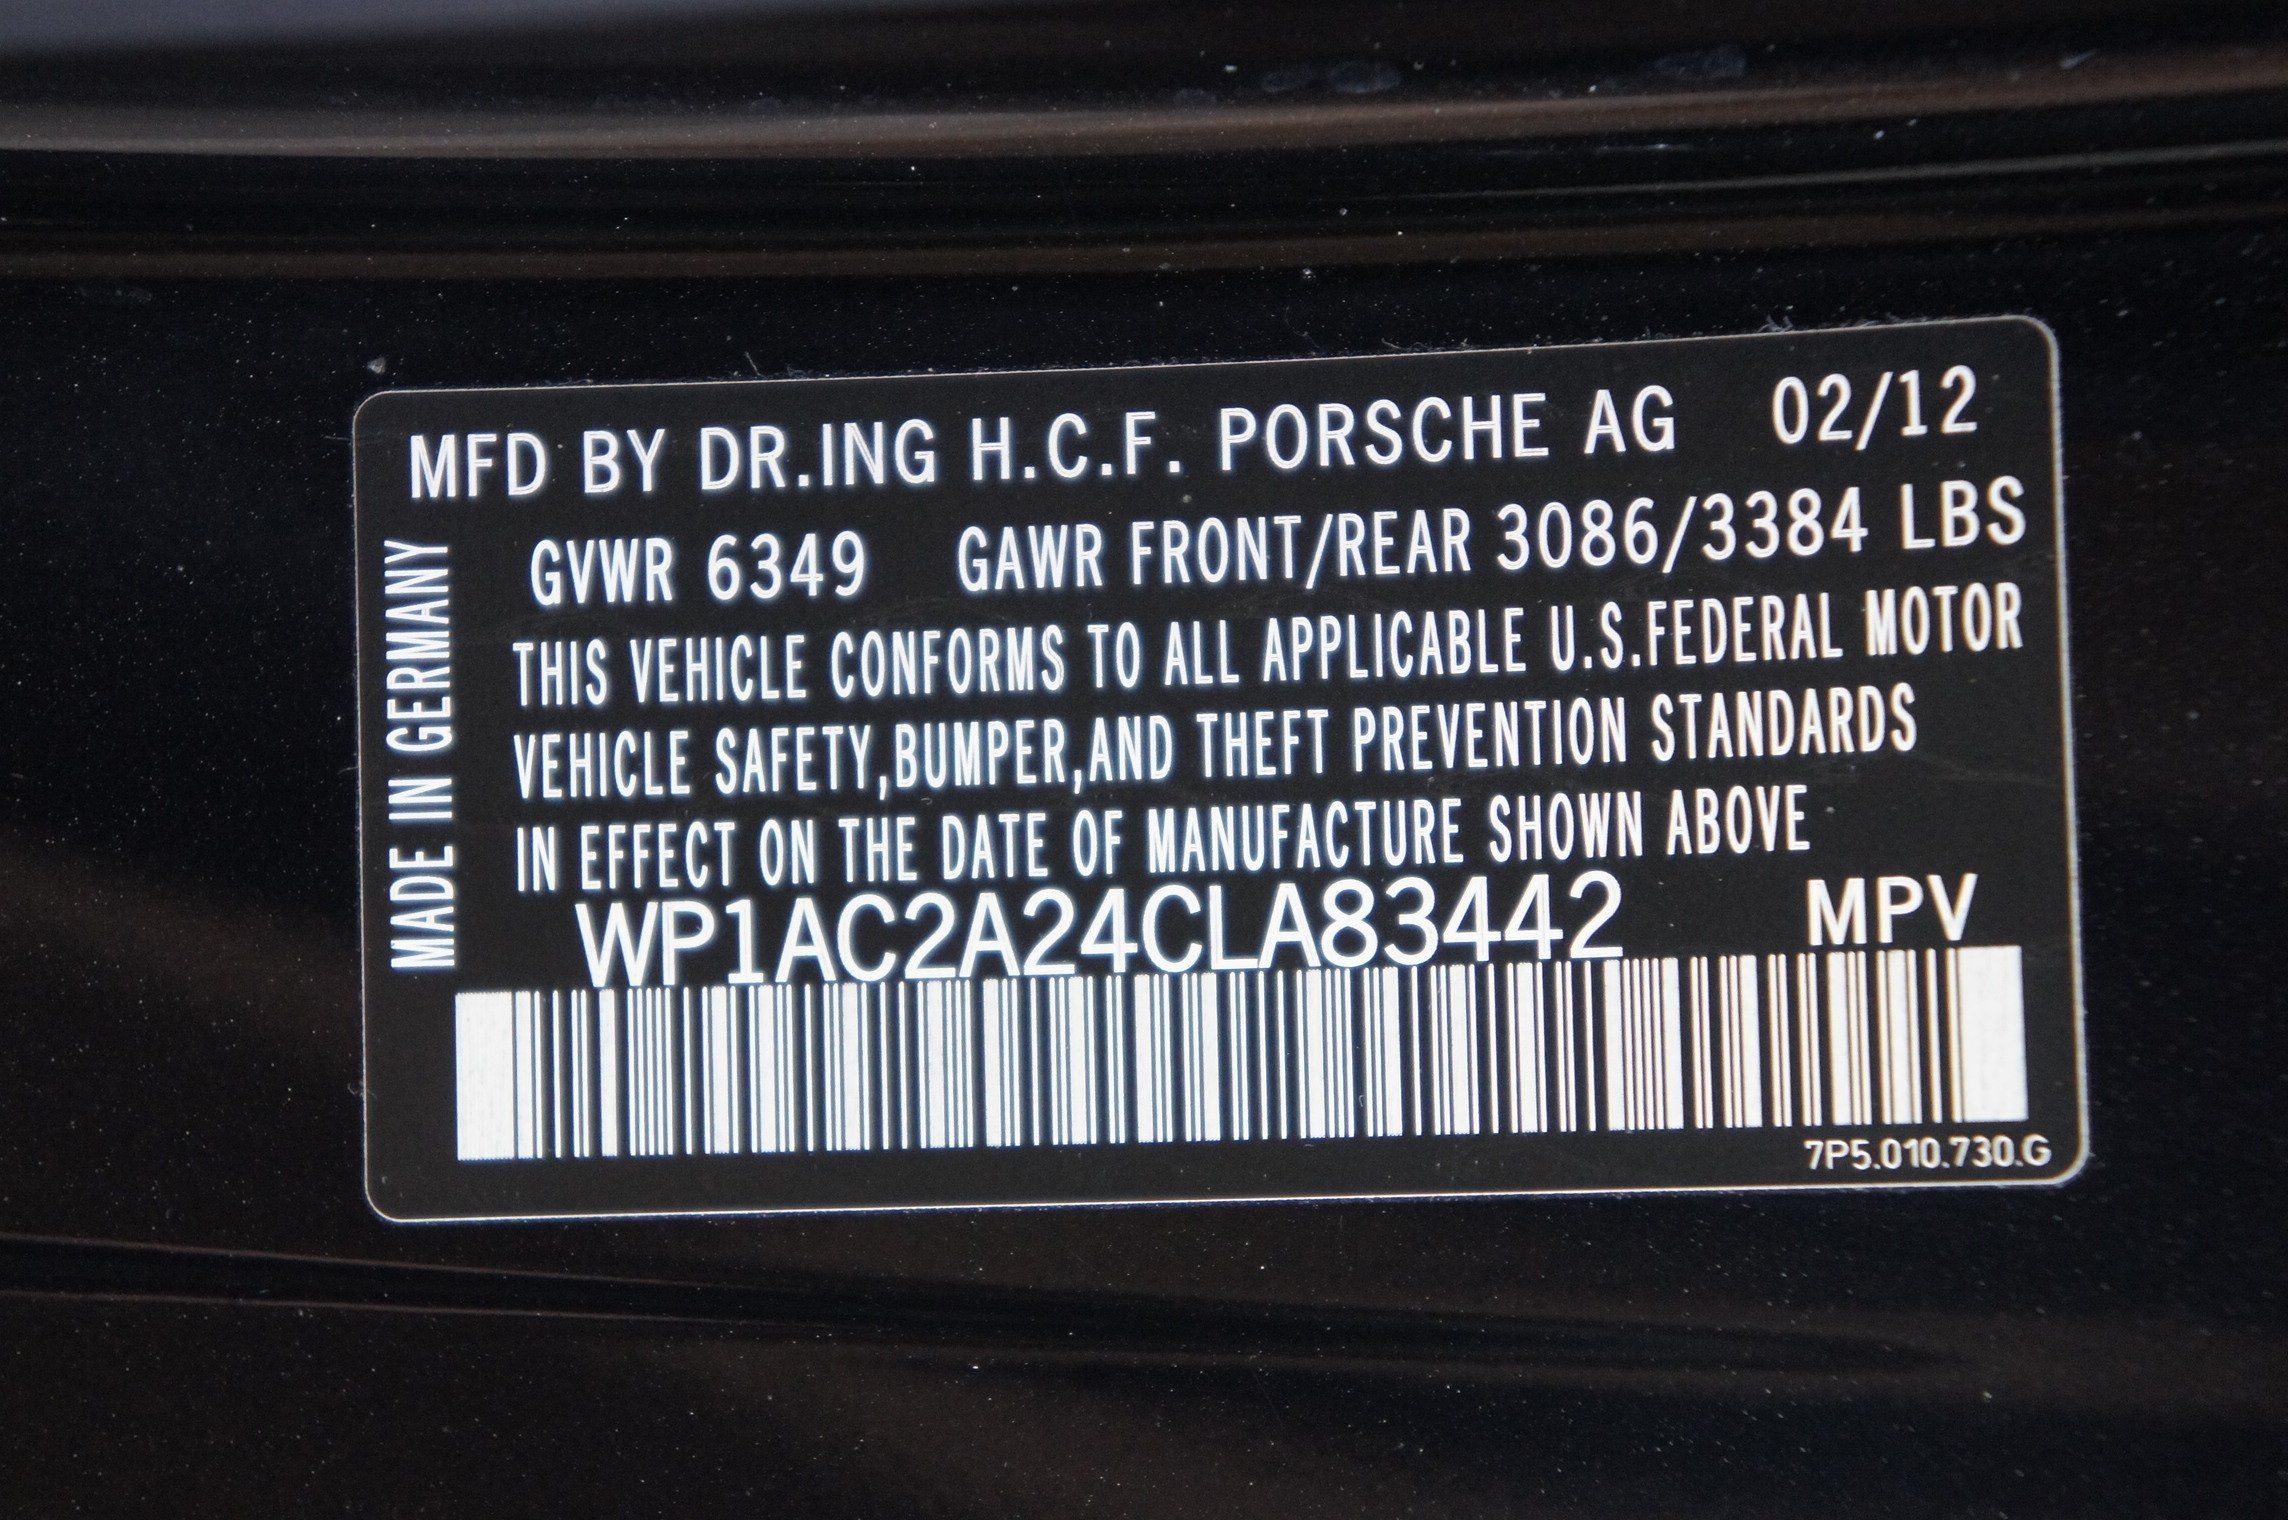 MFD BY DR.ING H.C.F. PORSCHE AG 02/12
GVWR 6349 GAWR FRONT/REAR 3086/3384 LBS
THIS VEHICLE CONFORMS TO ALL APPLICABLE U.S.FEDERAL MOTOR
VEHICLE SAFETY,BUMPER,AND THEFT PREVENTION STANDARDS
IN EFFECT ON THE DATE OF MANUFACTURE SHOWN ABOVE
WP1AC2A24CLA83442 MPV
7P5.010.730.G
MADE IN GERMANY